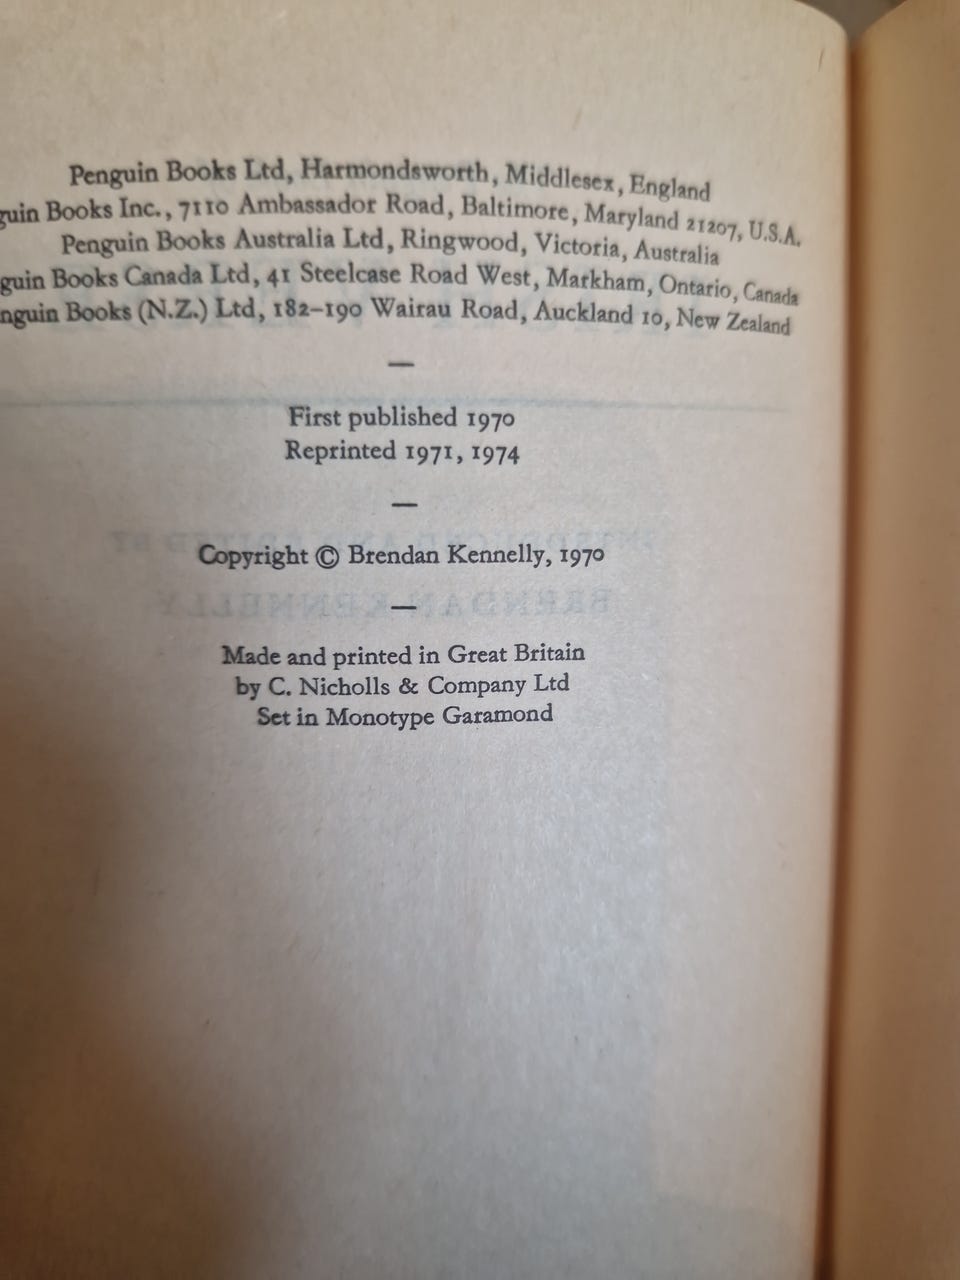 Penguin Books Ltd, Harmondsworth, Middlesex, England
guin Books Inc., 7110 Ambassador Road, Baltimore, Maryland 21207, U.S.A.
Penguin Books Australia Ltd, Ringwood, Victoria, Australia
guin Books Canada Ltd, 41 Steelcase Road West, Markham, Ontario, Canada
nguin Books (N.Z.) Ltd, 182–190 Wairau Road, Auckland 10, New Zealand
—
First published 1970
Reprinted 1971, 1974
—
Copyright © Brendan Kennelly, 1970
—
Made and printed in Great Britain
by C. Nicholls & Company Ltd
Set in Monotype Garamond